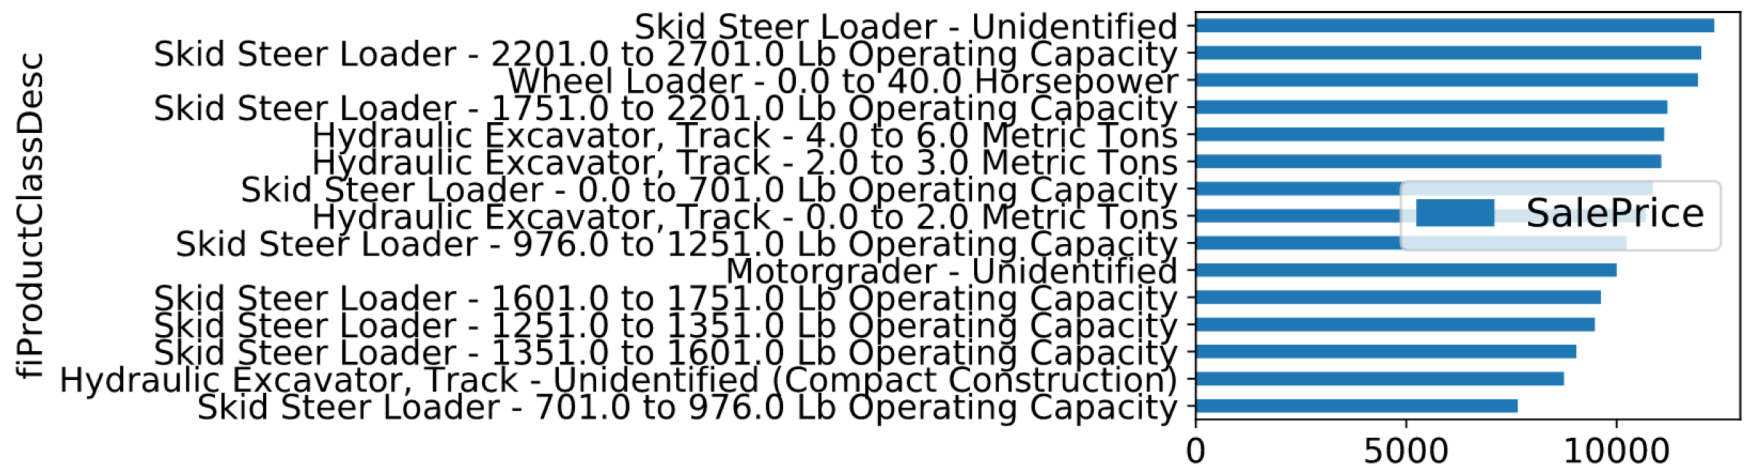 fiProductClassDesc
Skid Steer Loader - Unidentified
Skid Steer Loader - 2201.0 to 2701.0 Lb Operating Capacity
Wheel Loader - 0.0 to 40.0 Horsepower
Skid Steer Loader - 1751.0 to 2201.0 Lb Operating Capacity
Hydraulic Excavator, Track - 4.0 to 6.0 Metric Tons
Hydraulic Excavator, Track - 2.0 to 3.0 Metric Tons
Skid Steer Loader - 0.0 to 701.0 Lb Operating Capacity
Hydraulic Excavator, Track - 0.0 to 2.0 Metric Tons
Skid Steer Loader - 976.0 to 1251.0 Lb Operating Capacity
Motorgrader - Unidentified
Skid Steer Loader - 1601.0 to 1751.0 Lb Operating Capacity
Skid Steer Loader - 1251.0 to 1351.0 Lb Operating Capacity
Skid Steer Loader - 1351.0 to 1601.0 Lb Operating Capacity
Hydraulic Excavator, Track - Unidentified (Compact Construction)
Skid Steer Loader - 701.0 to 976.0 Lb Operating Capacity
SalePrice
0 5000 10000